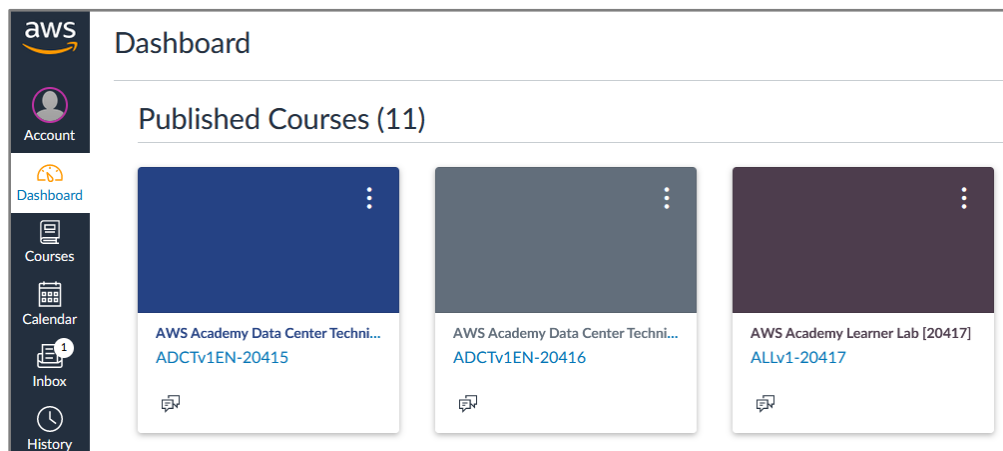 aws
Account
Dashboard
Courses
Calendar
1
Inbox
History
Dashboard
Published Courses (11)
AWS Academy Data Center Techni...
ADCTv1EN-20415
AWS Academy Data Center Techni...
ADCTv1EN-20416
AWS Academy Learner Lab [20417]
ALLv1-20417